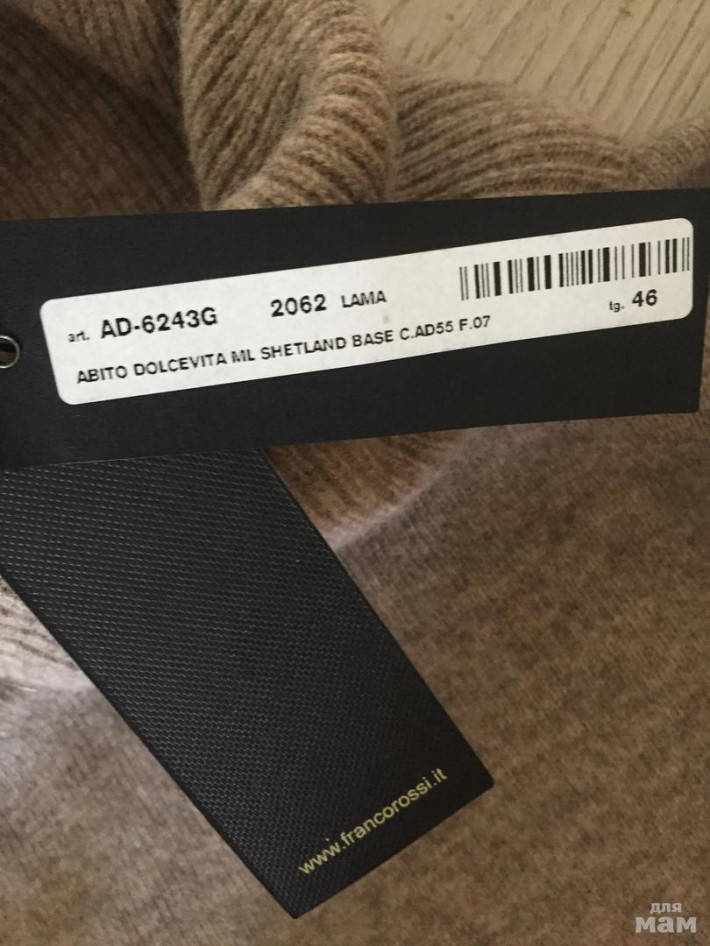 art. AD-6243G 2062 LAMA
tg. 46
ABITO DOLCEVITA ML SHETLAND BASE C.AD55 F.07
www.francorossi.it
для
мам